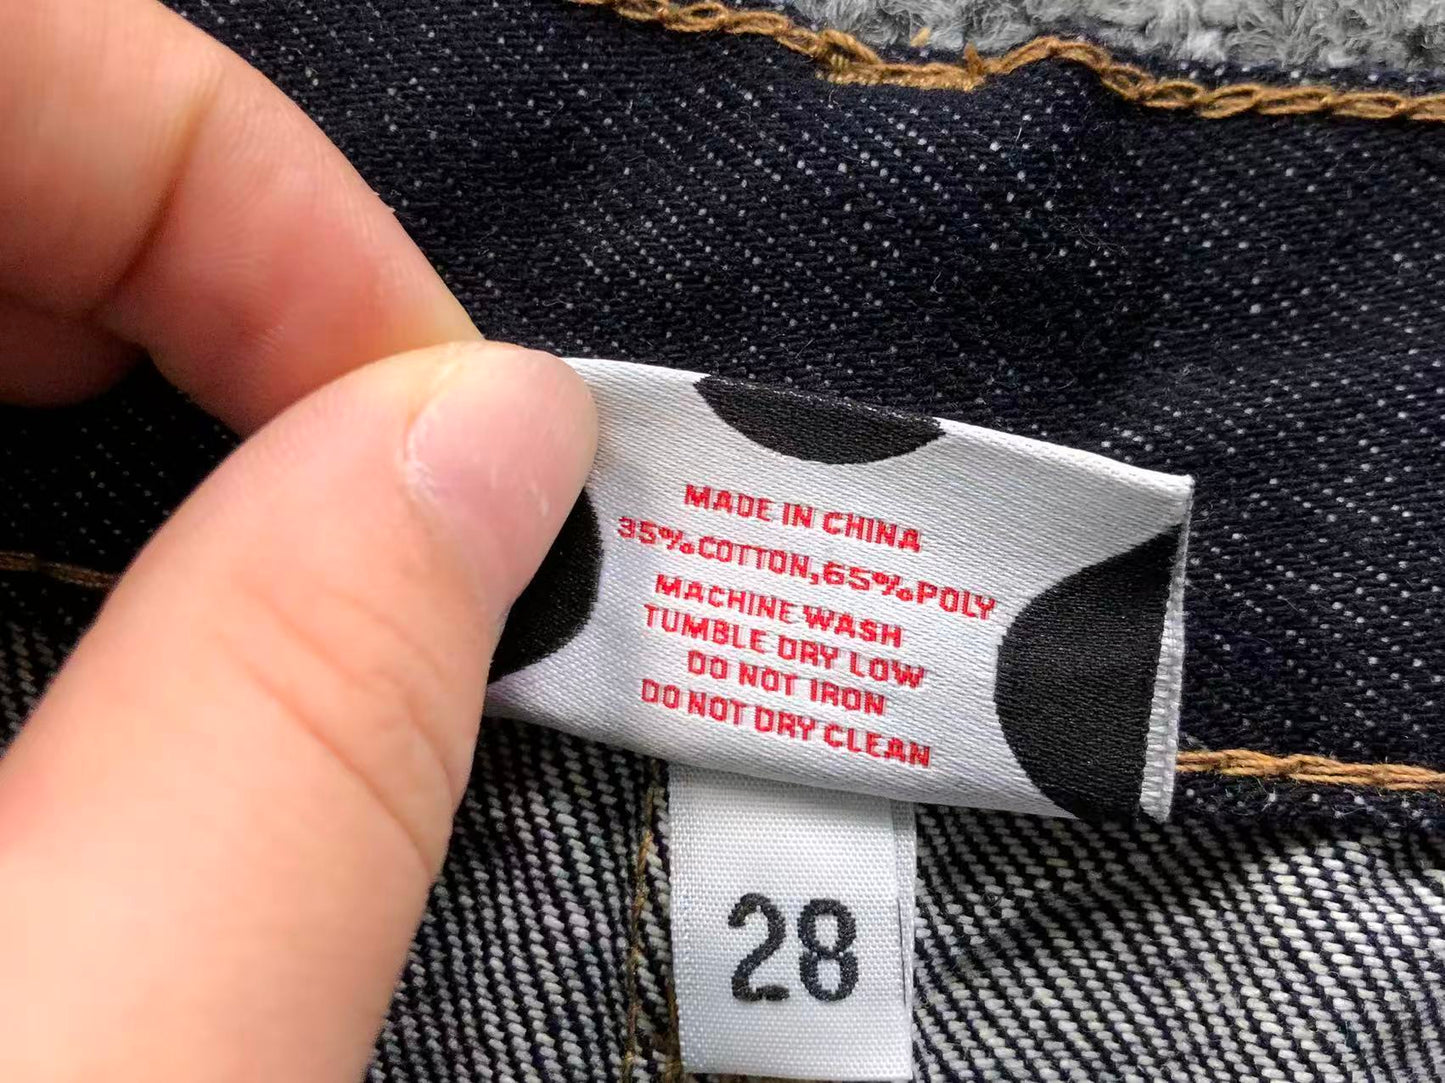 MADE IN CHINA
35%COTTON,65%POLY
MACHINE WASH
TUMBLE DRY LOW
DO NOT IRON
DO NOT DRY CLEAN
28